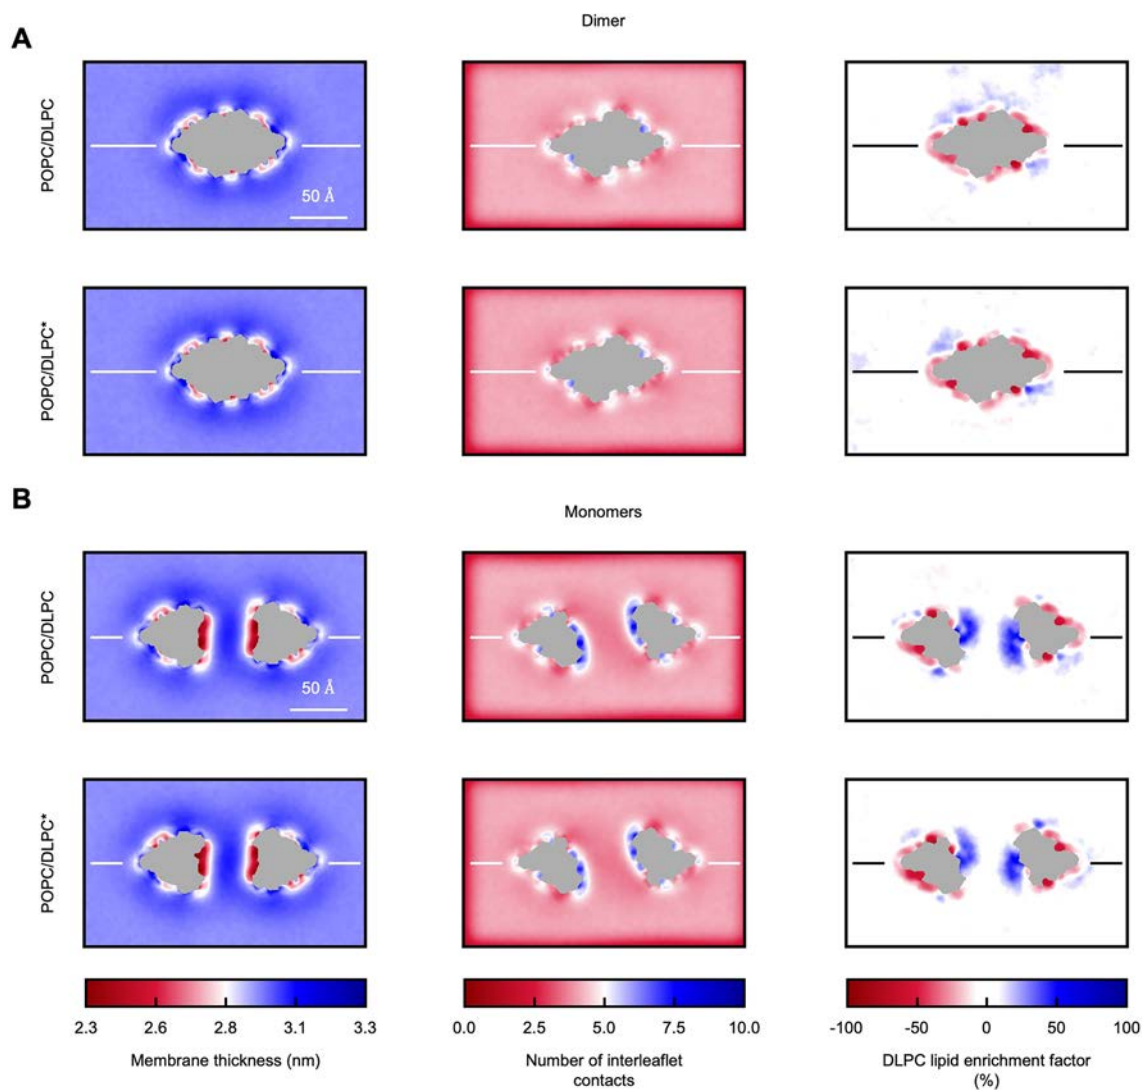 Dimer
A
POPC/DLPC
50 Å
POPC/DLPC*
B
Monomers
POPC/DLPC
50 Å
POPC/DLPC*
2.3 2.6 2.8 3.1 3.3
Membrane thickness (nm)
0.0 2.5 5.0 7.5 10.0
Number of interleaflet
contacts
-100 -50 0 50 100
DLPC lipid enrichment factor
(%)